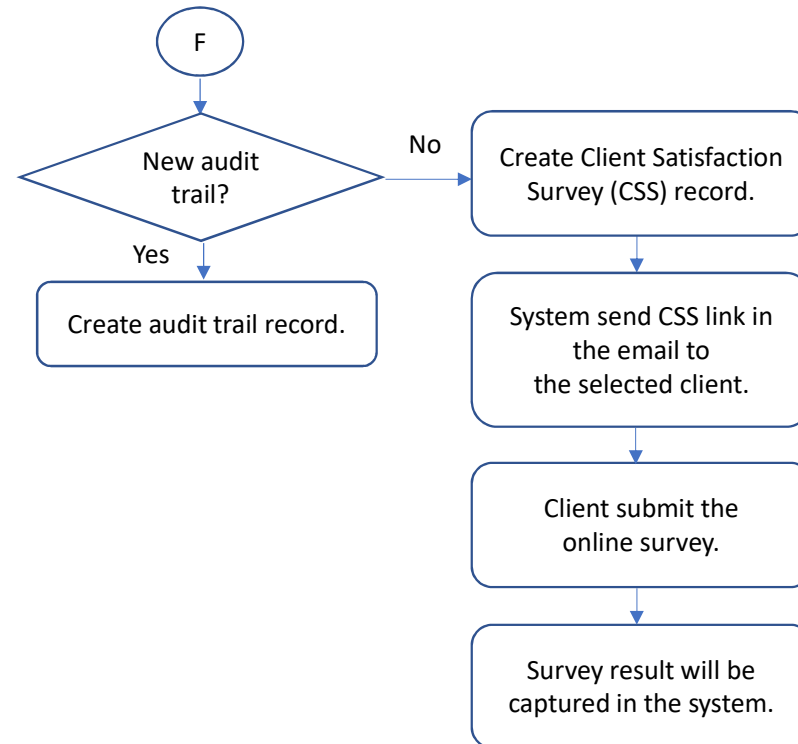 F
New audit
trail?
No
Yes
Create audit trail record.
Create Client Satisfaction
Survey (CSS) record.
System send CSS link in
the email to
the selected client.
Client submit the
online survey.
Survey result will be
captured in the system.